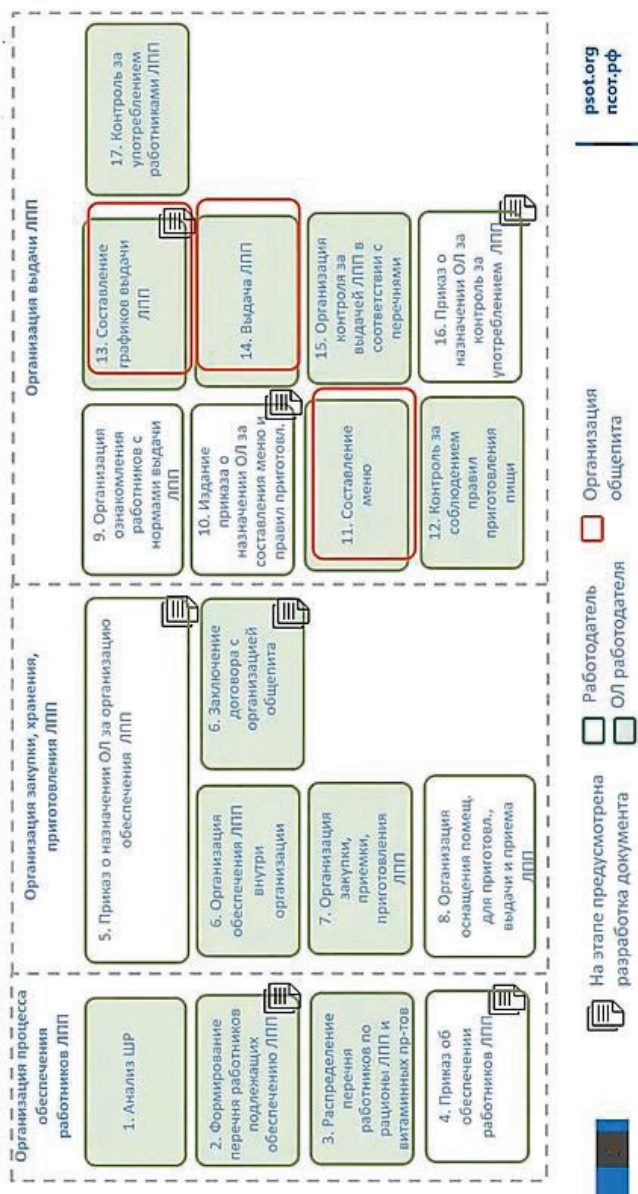 Организация процесса
обеспечения
работников ЛПП
1. Анализ ШР
2. Формирование
перечня работников
подлежащих
обеспечению ЛПП
3. Распределение
перечня
работников по
рационы ЛПП и
витаминных пр-тов
4. Приказ об
обеспечении
работников ЛПП
Организация закупки, хранения,
приготовления ЛПП
5. Приказ о назначении ОЛ за организацию
обеспечения ЛПП
6. Организация
обеспечения ЛПП
внутри
организации
6. Заключение
договора с
организацией
общепита
7. Организация
закупки,
приемки,
приготовления
ЛПП
8. Организация
оснащения помещ.
для приготовл.,
выдачи и приема
ЛПП
Организация выдачи ЛПП
9. Организация
ознакомления
работников с
нормами выдачи
ЛПП
10. Издание
приказа о
назначении ОЛ за
составления меню и
правил приготовл.
11. Составление
меню
12. Контроль за
соблюдением
правил
приготовления
пищи
13. Составление
графиков выдачи
ЛПП
14. Выдача ЛПП
15. Организация
контроля за
выдачей ЛПП в
соответствии с
перечнями
16. Приказ о
назначении ОЛ за
контроль за
употреблением ЛПП
17. Контроль за
употреблением
работниками ЛПП
На этапе предусмотрена
разработка документа
Работодатель
ОЛ работодателя
Организация
общепита
psot.org
псот.рф